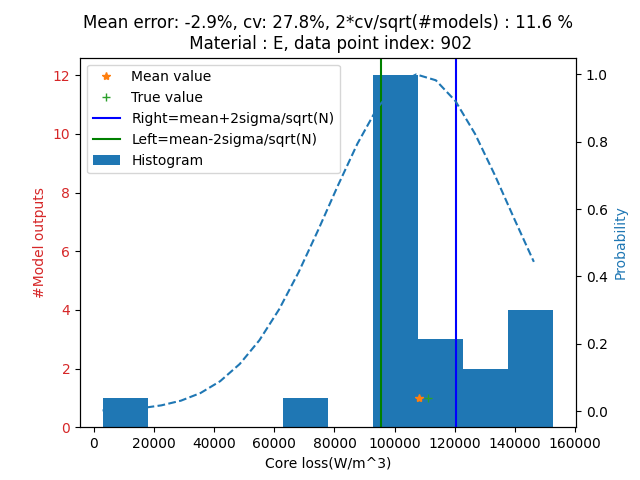 Mean error: -2.9%, cv: 27.8%, 2*cv/sqrt(#models) : 11.6 %
Material : E, data point index: 902
Mean value
True value
Right=mean+2sigma/sqrt(N)
Left=mean-2sigma/sqrt(N)
Histogram
#Model outputs
12
10
8
6
4
2
0
1.0
0.8
0.6
0.4
0.2
0.0
Probability
0 20000 40000 60000 80000 100000 120000 140000 160000
Core loss(W/m^3)